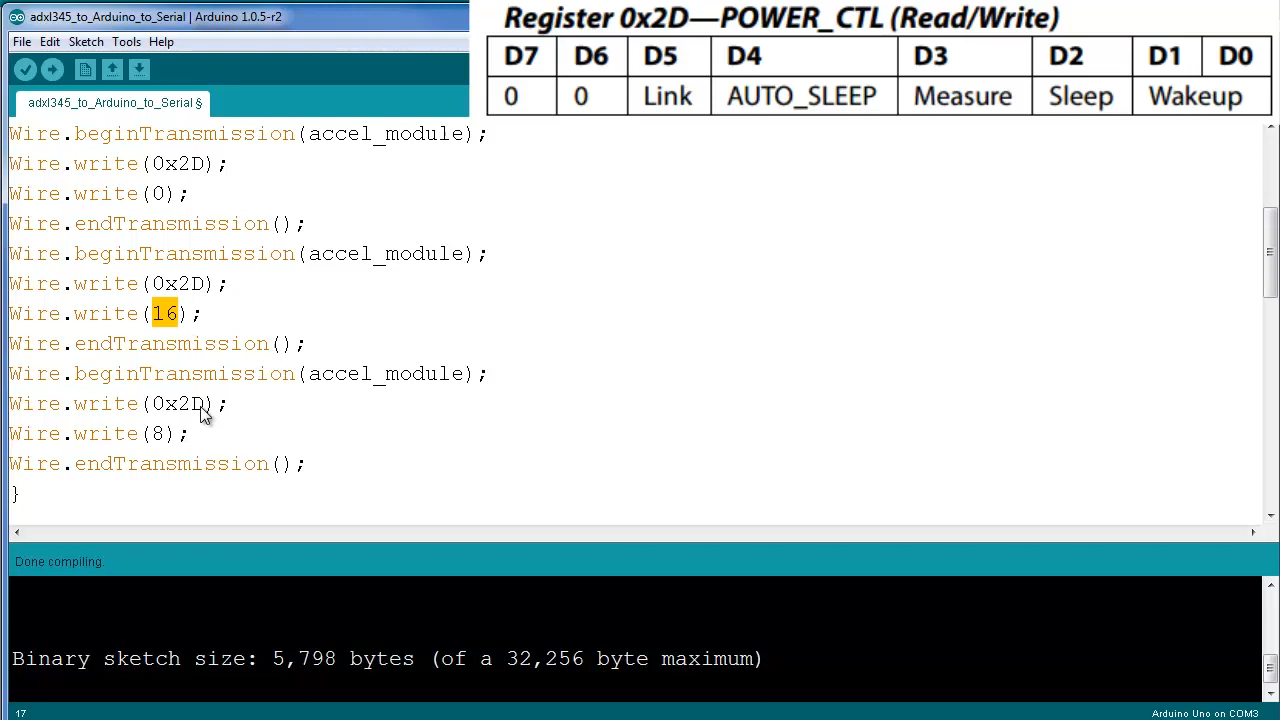 adxl345_to_Arduino_to_Serial | Arduino 1.0.5-r2
Register 0x2D—POWER_CTL (Read/Write)
File Edit Sketch Tools Help
D7 D6 D5 D4 D3 D2 D1 D0
0 0 Link AUTO_SLEEP Measure Sleep Wakeup
adxl345_to_Arduino_to_Serial §
Wire.beginTransmission(accel_module);
Wire.write(0x2D);
Wire.write(0);
Wire.endTransmission();
Wire.beginTransmission(accel_module);
Wire.write(0x2D);
Wire.write(16);
Wire.endTransmission();
Wire.beginTransmission(accel_module);
Wire.write(0x2D);
Wire.write(8);
Wire.endTransmission();
}
Done compiling.
Binary sketch size: 5,798 bytes (of a 32,256 byte maximum)
17
Arduino Uno on COM3